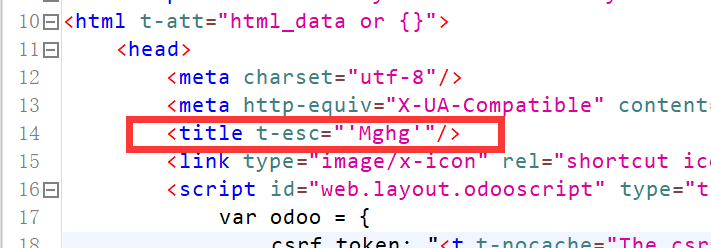 10 <html t-att="html_data or {}">
11 <head>
12 <meta charset="utf-8"/>
13 <meta http-equiv="X-UA-Compatible" content=
14 <title t-esc="'Mghg'"/>
15 <link type="image/x-icon" rel="shortcut ico
16 <script id="web.layout.odooscript" type="t
17 var odoo = {
18 csrf_token: "<t t-nocache="The csr